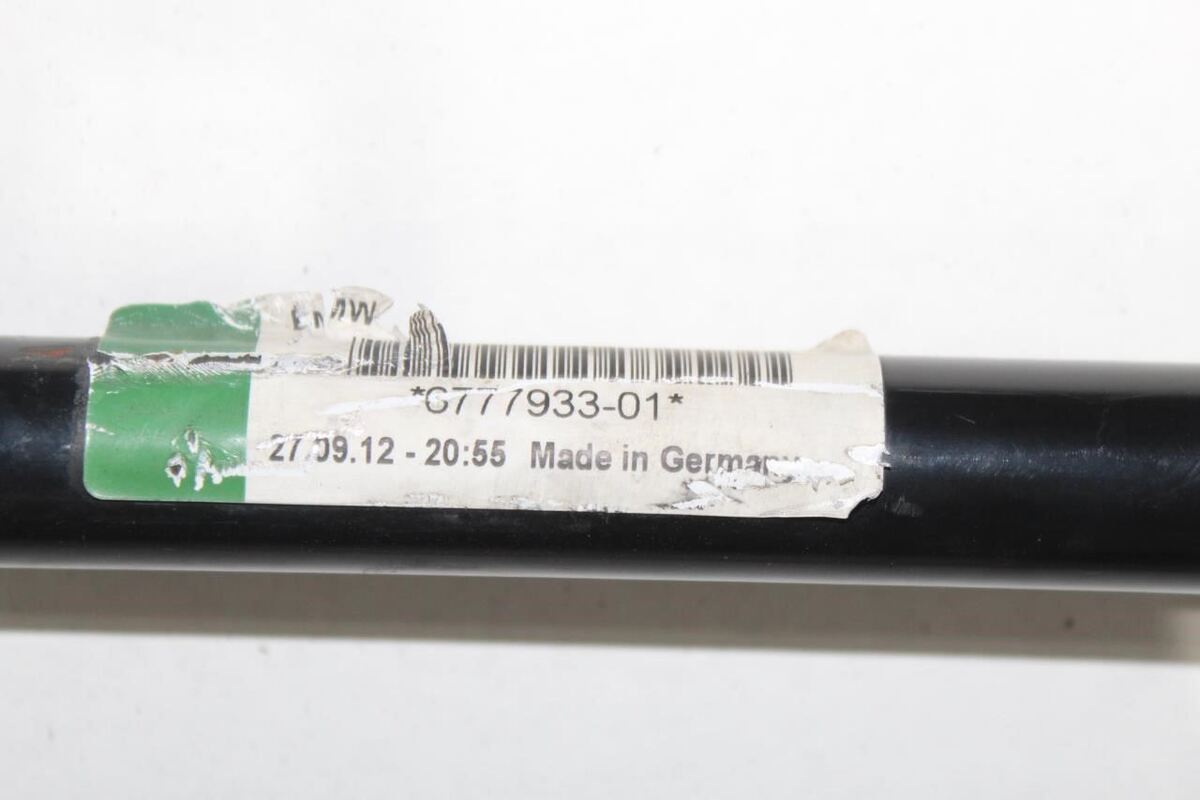 BMW
*6777933-01*
27.09.12 - 20:55 Made in Germany